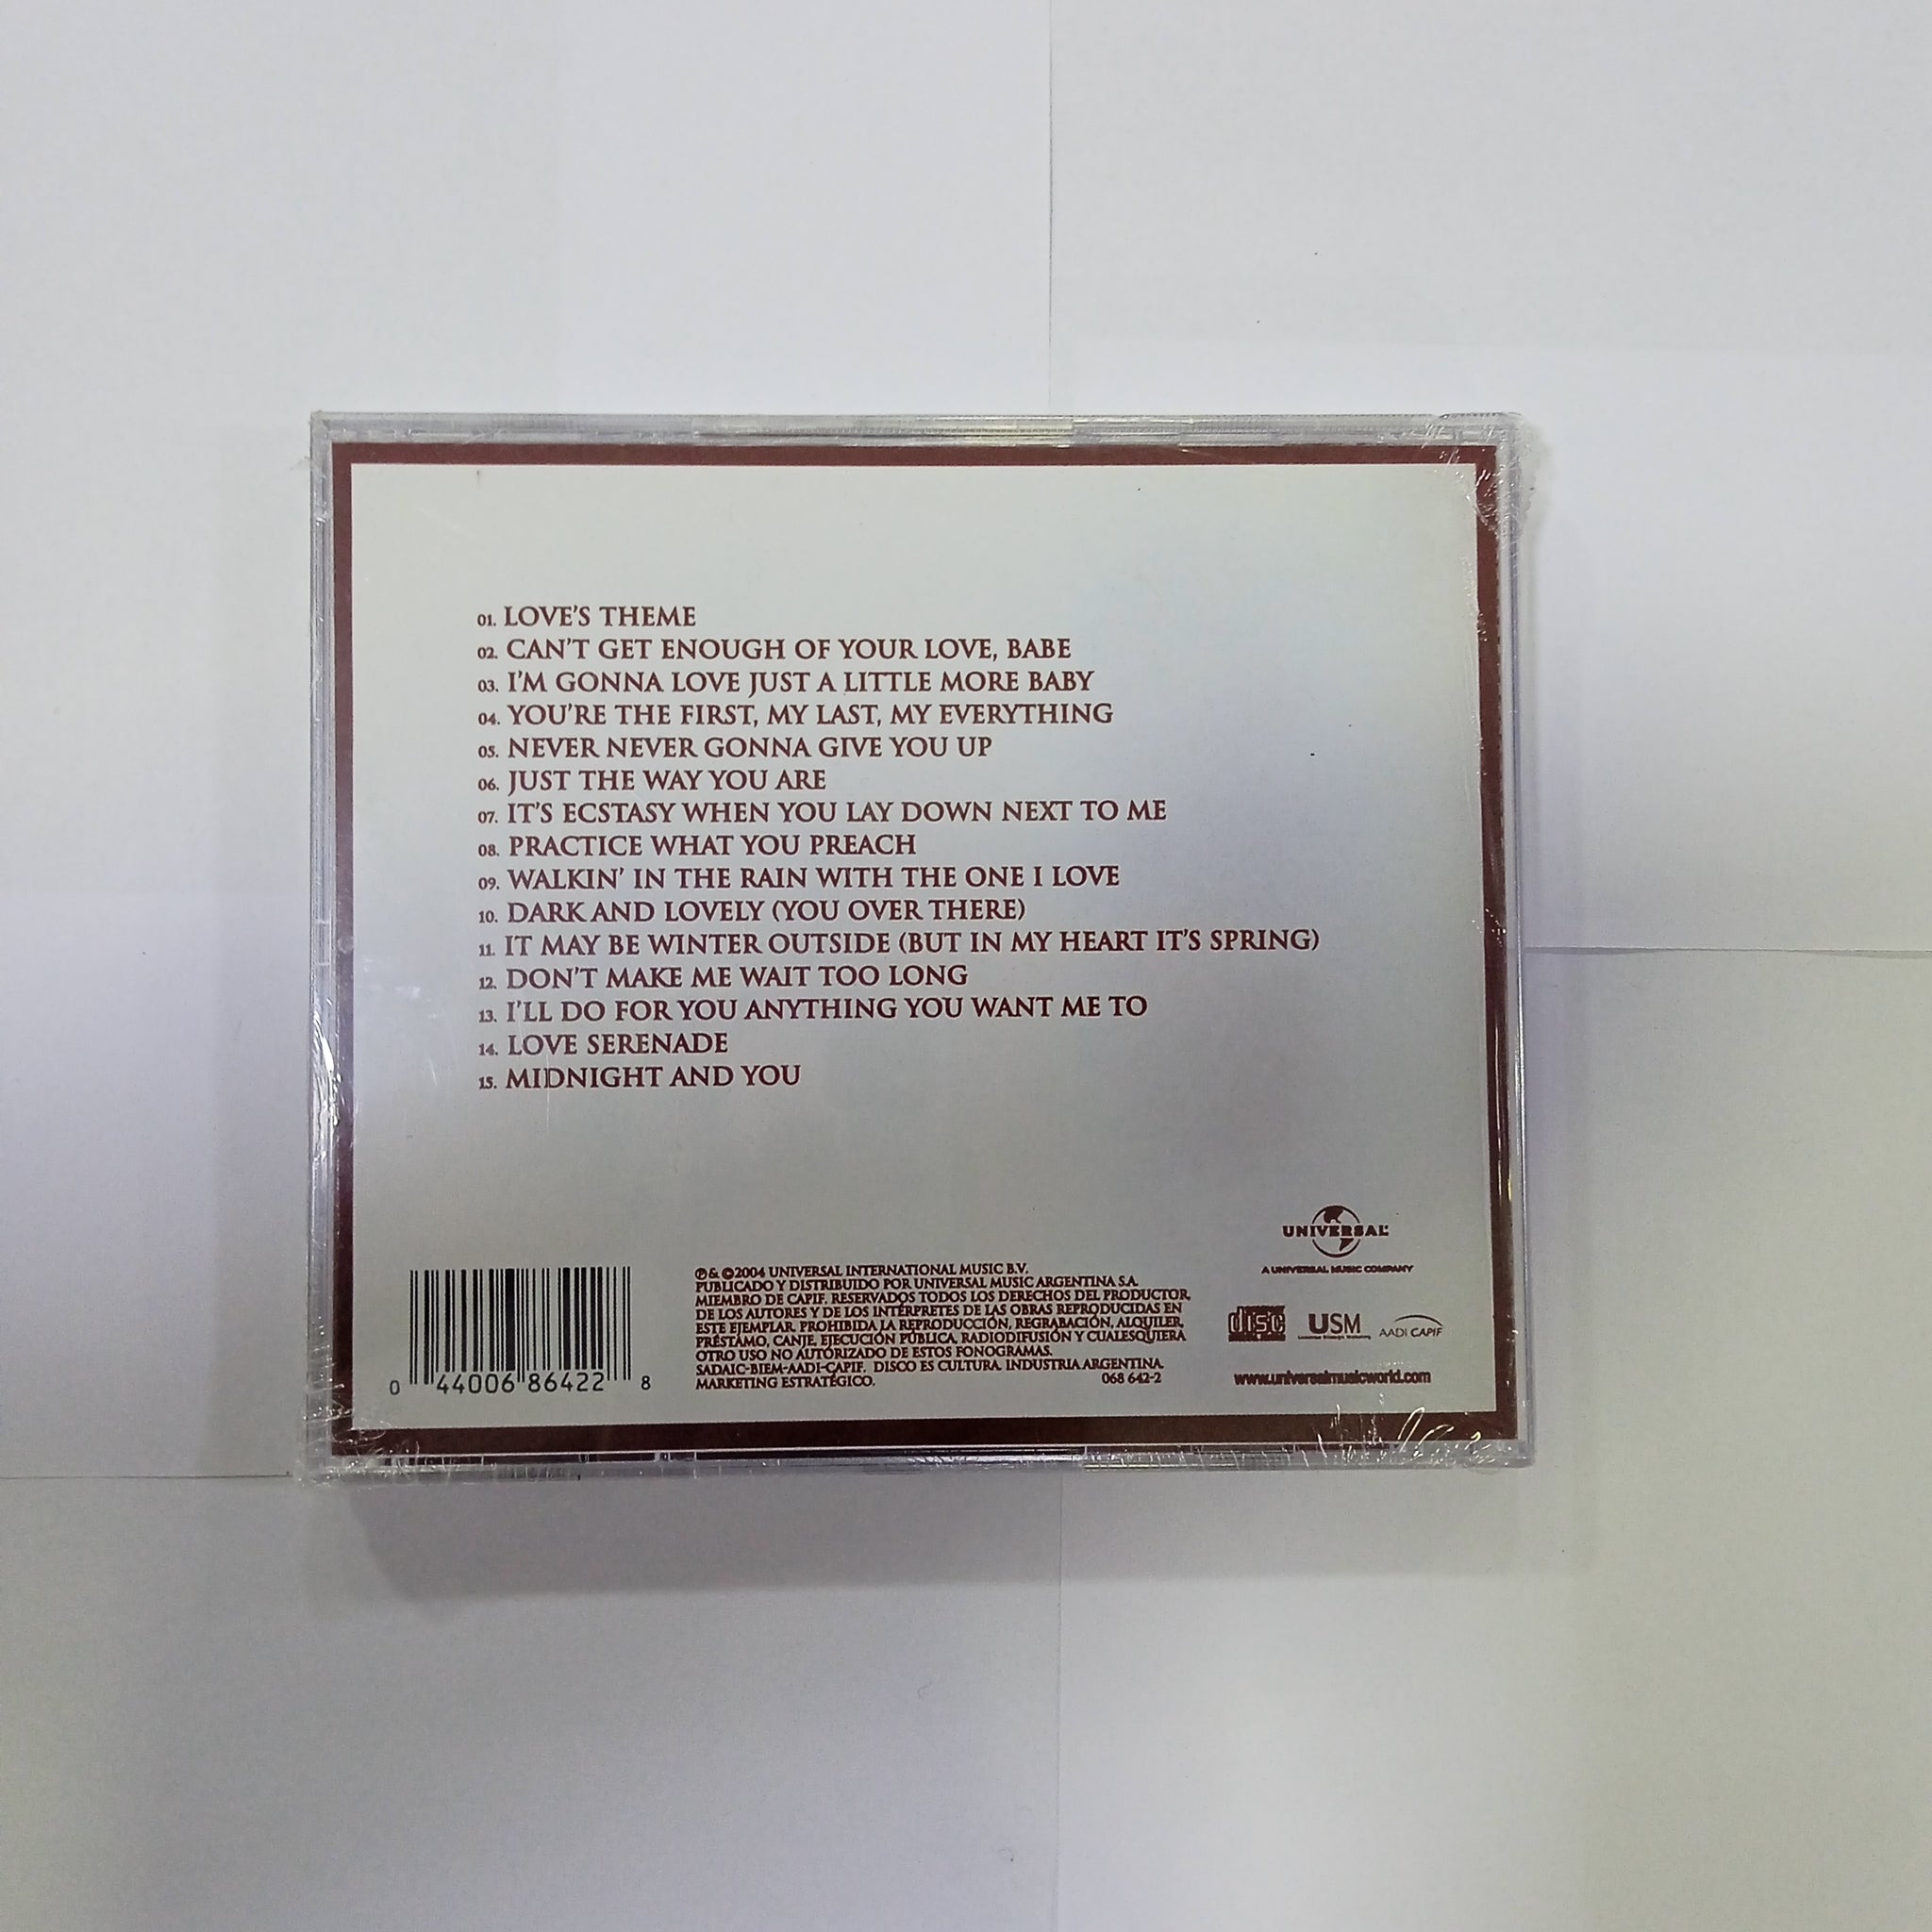 01. LOVE'S THEME
02. CAN'T GET ENOUGH OF YOUR LOVE, BABE
03. I'M GONNA LOVE JUST A LITTLE MORE BABY
04. YOU'RE THE FIRST, MY LAST, MY EVERYTHING
05. NEVER NEVER GONNA GIVE YOU UP
06. JUST THE WAY YOU ARE
07. IT'S ECSTASY WHEN YOU LAY DOWN NEXT TO ME
08. PRACTICE WHAT YOU PREACH
09. WALKIN' IN THE RAIN WITH THE ONE I LOVE
10. DARK AND LOVELY (YOU OVER THERE)
11. IT MAY BE WINTER OUTSIDE (BUT IN MY HEART IT'S SPRING)
12. DON'T MAKE ME WAIT TOO LONG
13. I'LL DO FOR YOU ANYTHING YOU WANT ME TO
14. LOVE SERENADE
15. MIDNIGHT AND YOU
0 44006 86422 8
℗ & ©2004 UNIVERSAL INTERNATIONAL MUSIC B.V.
PUBLICADO Y DISTRIBUIDO POR UNIVERSAL MUSIC ARGENTINA S.A.
MIEMBRO DE CAPIF. RESERVADOS TODOS LOS DERECHOS DEL PRODUCTOR,
DE LOS AUTORES Y DE LOS INTÉRPRETES DE LAS OBRAS REPRODUCIDAS EN
ESTE EJEMPLAR. PROHIBIDA LA REPRODUCCIÓN, REGRABACIÓN, ALQUILER,
PRÉSTAMO, CANJE, EJECUCIÓN PÚBLICA, RADIODIFUSIÓN Y CUALESQUIERA
OTRO USO NO AUTORIZADO DE ESTOS FONOGRAMAS.
SADAIC-BIEM-AADI-CAPIF. DISCO ES CULTURA. INDUSTRIA ARGENTINA.
MARKETING ESTRATÉGICO. 068 642-2
UNIVERSAL
A UNIVERSAL MUSIC COMPANY
disc USM AADI CAPIF
www.universalmusicworld.com